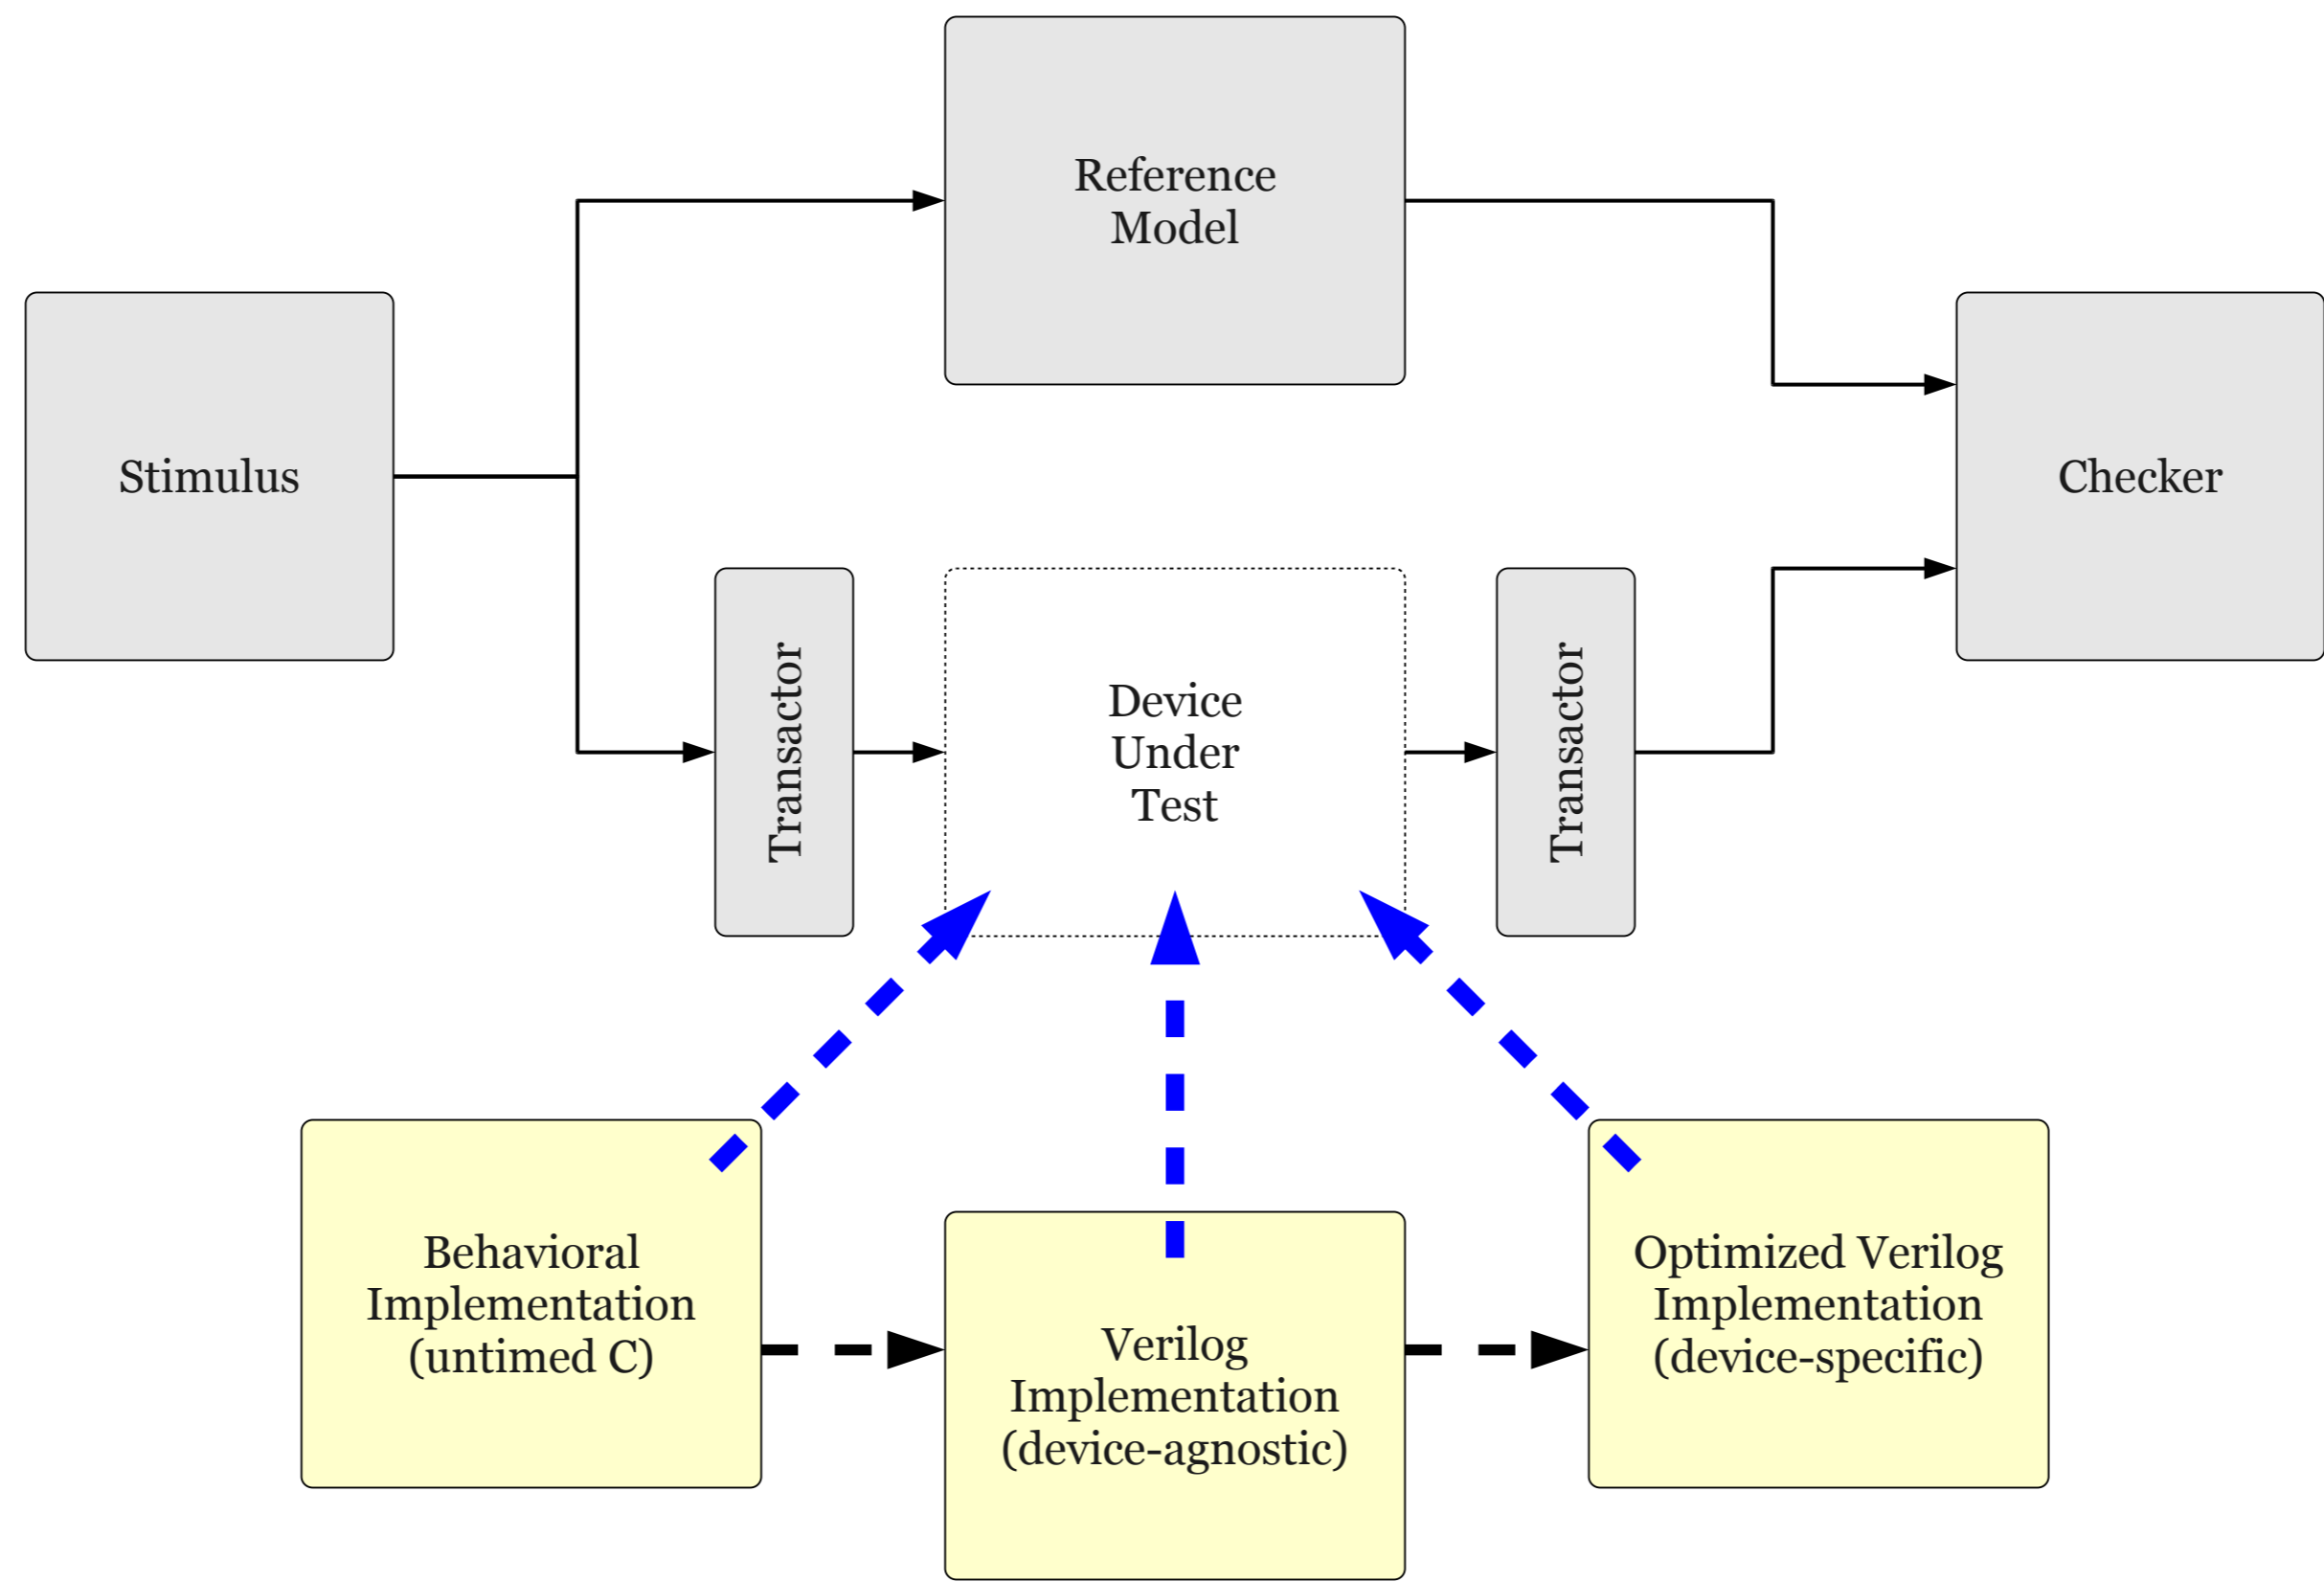 Reference
Model
Stimulus
Checker
Transactor
Device
Under
Test
Transactor
Behavioral
Implementation
(untimed C)
Verilog
Implementation
(device-agnostic)
Optimized Verilog
Implementation
(device-specific)